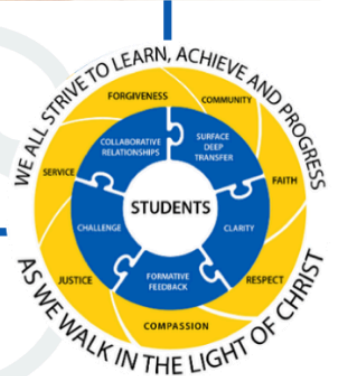 WE ALL STRIVE TO LEARN, ACHIEVE AND PROGRESS
FORGIVENESS
COMMUNITY
COLLABORATIVE
RELATIONSHIPS
SURFACE
DEEP
TRANSFER
SERVICE
FAITH
STUDENTS
CHALLENGE
CLARITY
FORMATIVE
FEEDBACK
JUSTICE
RESPECT
COMPASSION
AS WE WALK IN THE LIGHT OF CHRIST